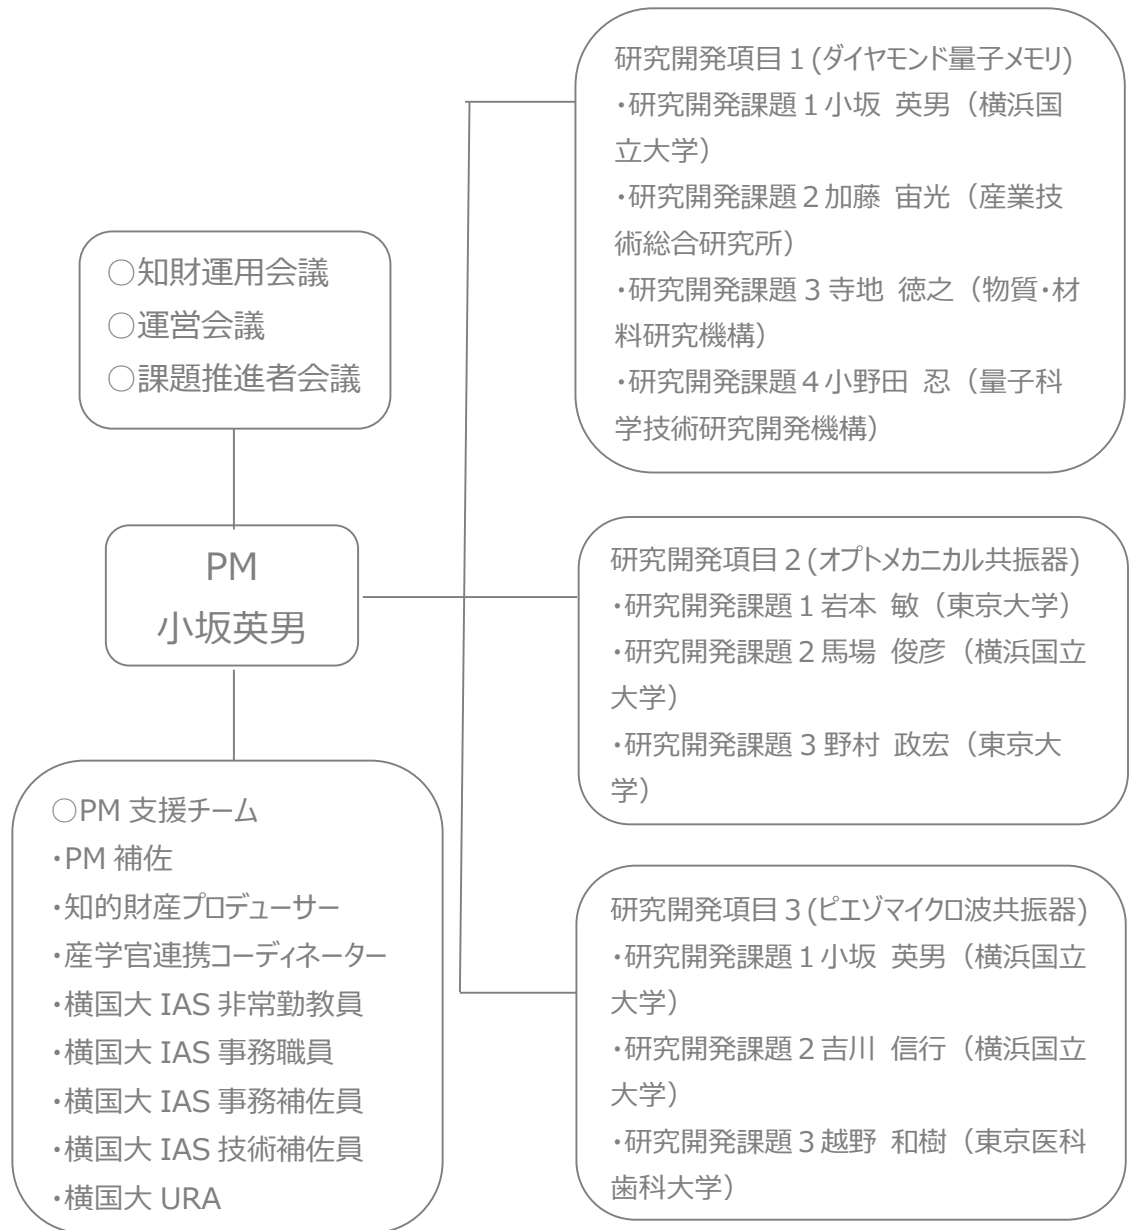 ○知財運用会議
○運営会議
○課題推進者会議
PM
小坂英男
○PM 支援チーム
・PM 補佐
・知的財産プロデューサー
・産学官連携コーディネーター
・横国大 IAS 非常勤教員
・横国大 IAS 事務職員
・横国大 IAS 事務補佐員
・横国大 IAS 技術補佐員
・横国大 URA
研究開発項目1(ダイヤモンド量子メモリ)
・研究開発課題1小坂 英男（横浜国
立大学）
・研究開発課題2加藤 宙光（産業技
術総合研究所）
・研究開発課題3寺地 徳之（物質・材
料研究機構）
・研究開発課題4小野田 忍（量子科
学技術研究開発機構）
研究開発項目2(オプトメカニカル共振器)
・研究開発課題1岩本 敏（東京大学）
・研究開発課題2馬場 俊彦（横浜国立
大学）
・研究開発課題3野村 政宏（東京大
学）
研究開発項目3(ピエゾマイクロ波共振器)
・研究開発課題1小坂 英男（横浜国立
大学）
・研究開発課題2吉川 信行（横浜国立
大学）
・研究開発課題3越野 和樹（東京医科
歯科大学）